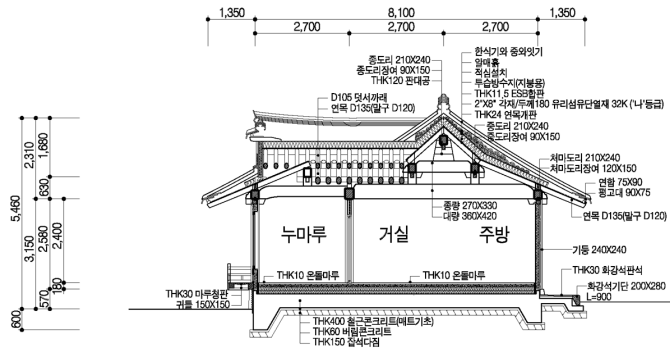 1,350
8,100
1,350
2,700
2,700
2,700
중도리 210X240
중도리장여 90X150
THK120 판대공
한식기와 중와잇기
알매흙
적심설치
투습방수지(지붕용)
THK11.5 ESB합판
2"X8" 각재/두께180 유리섬유단열재 32K ('나'등급)
THK24 연목개판
중도리 210X240
중도리장여 90X150
D105 덧서까래
연목 D135(말구 D120)
처마도리 210X240
처마도리장여 120X150
연함 75X90
평고대 90X75
연목 D135(말구 D120)
종량 270X330
대량 360X420
누마루
거실
주방
기둥 240X240
THK10 온돌마루
THK10 온돌마루
THK30 화강석판석
THK30 마루청판
귀틀 150X150
화강석기단 200X280
L=900
THK400 철근콘크리트(매트기초)
THK60 버림콘크리트
THK150 잡석다짐
5,460
600
2,310
3,150
1,680
630
2,580
570
2,400
180